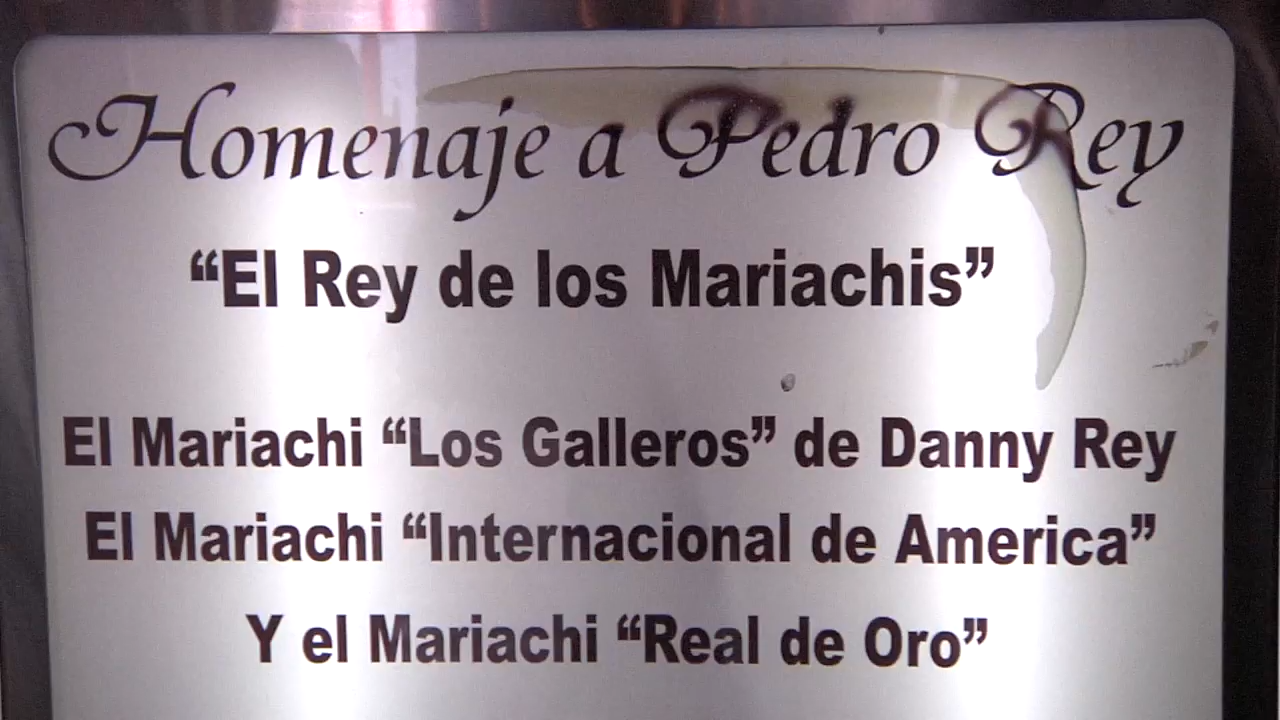 Homenaje a Pedro Rey
“El Rey de los Mariachis”
El Mariachi “Los Galleros” de Danny Rey
El Mariachi “Internacional de America”
Y el Mariachi “Real de Oro”